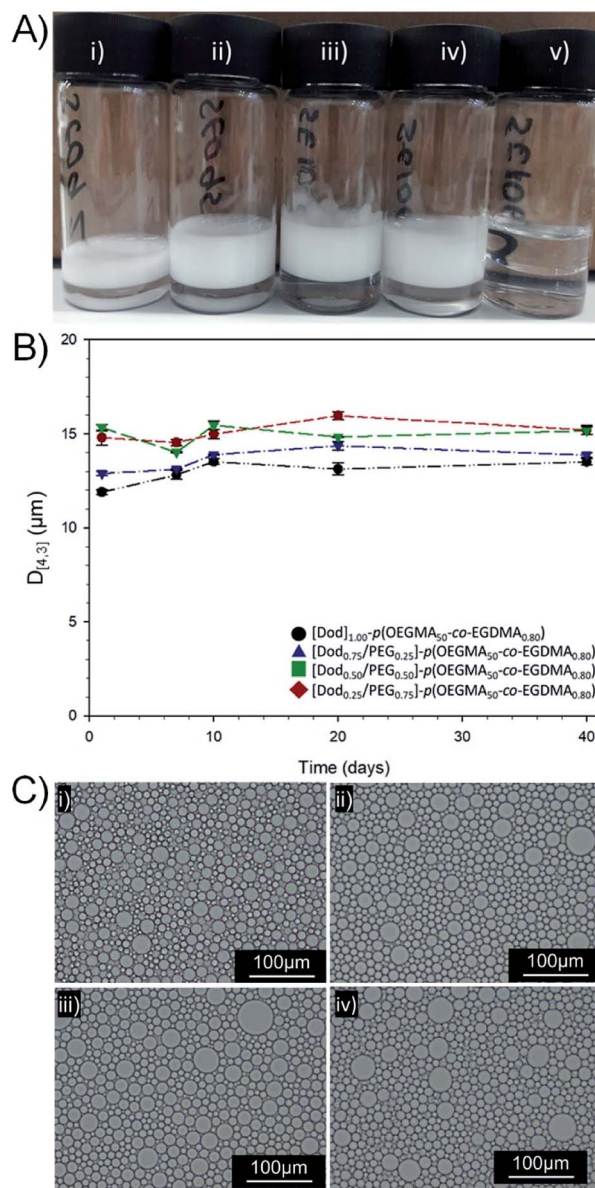 A)
i)
ii)
iii)
iv)
v)
B)
20
15
10
5
0
D[4,3] (µm)
[Dod]1.00-p(OEGMA50-co-EGDMA0.80)
[Dod0.75/PEG0.25]-p(OEGMA50-co-EGDMA0.80)
[Dod0.50/PEG0.50]-p(OEGMA50-co-EGDMA0.80)
[Dod0.25/PEG0.75]-p(OEGMA50-co-EGDMA0.80)
0
10
20
30
40
Time (days)
C)
i)
100µm
ii)
100µm
iii)
100µm
iv)
100µm